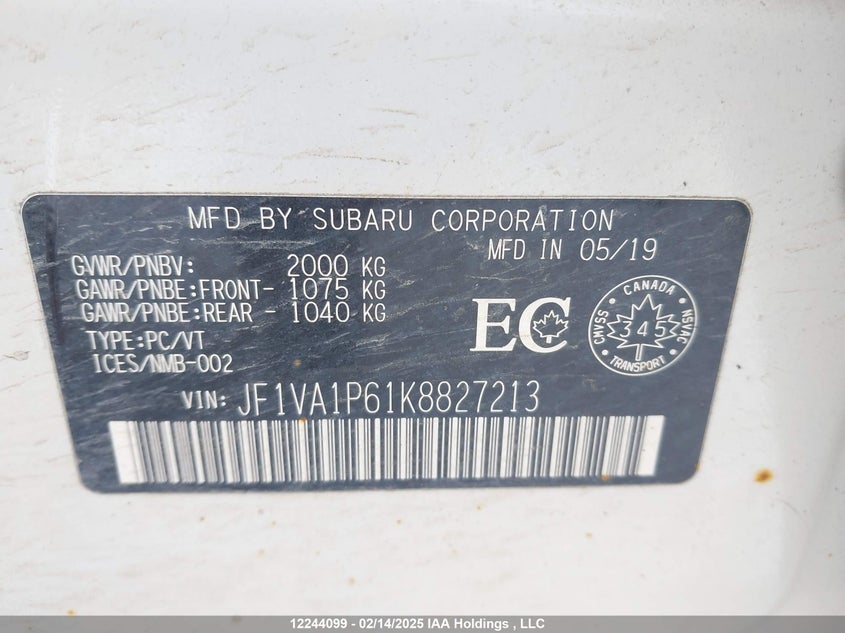 MFD BY SUBARU CORPORATION
MFD IN 05/19
GVWR/PNBV: 2000 KG
GAWR/PNBE:FRONT- 1075 KG
GAWR/PNBE:REAR - 1040 KG
TYPE:PC/VT
ICES/NMB-002
EC
CANADA
CMVSS 345 NSVAC
TRANSPORT
VIN: JF1VA1P61K8827213
12244099 - 02/14/2025 IAA Holdings , LLC